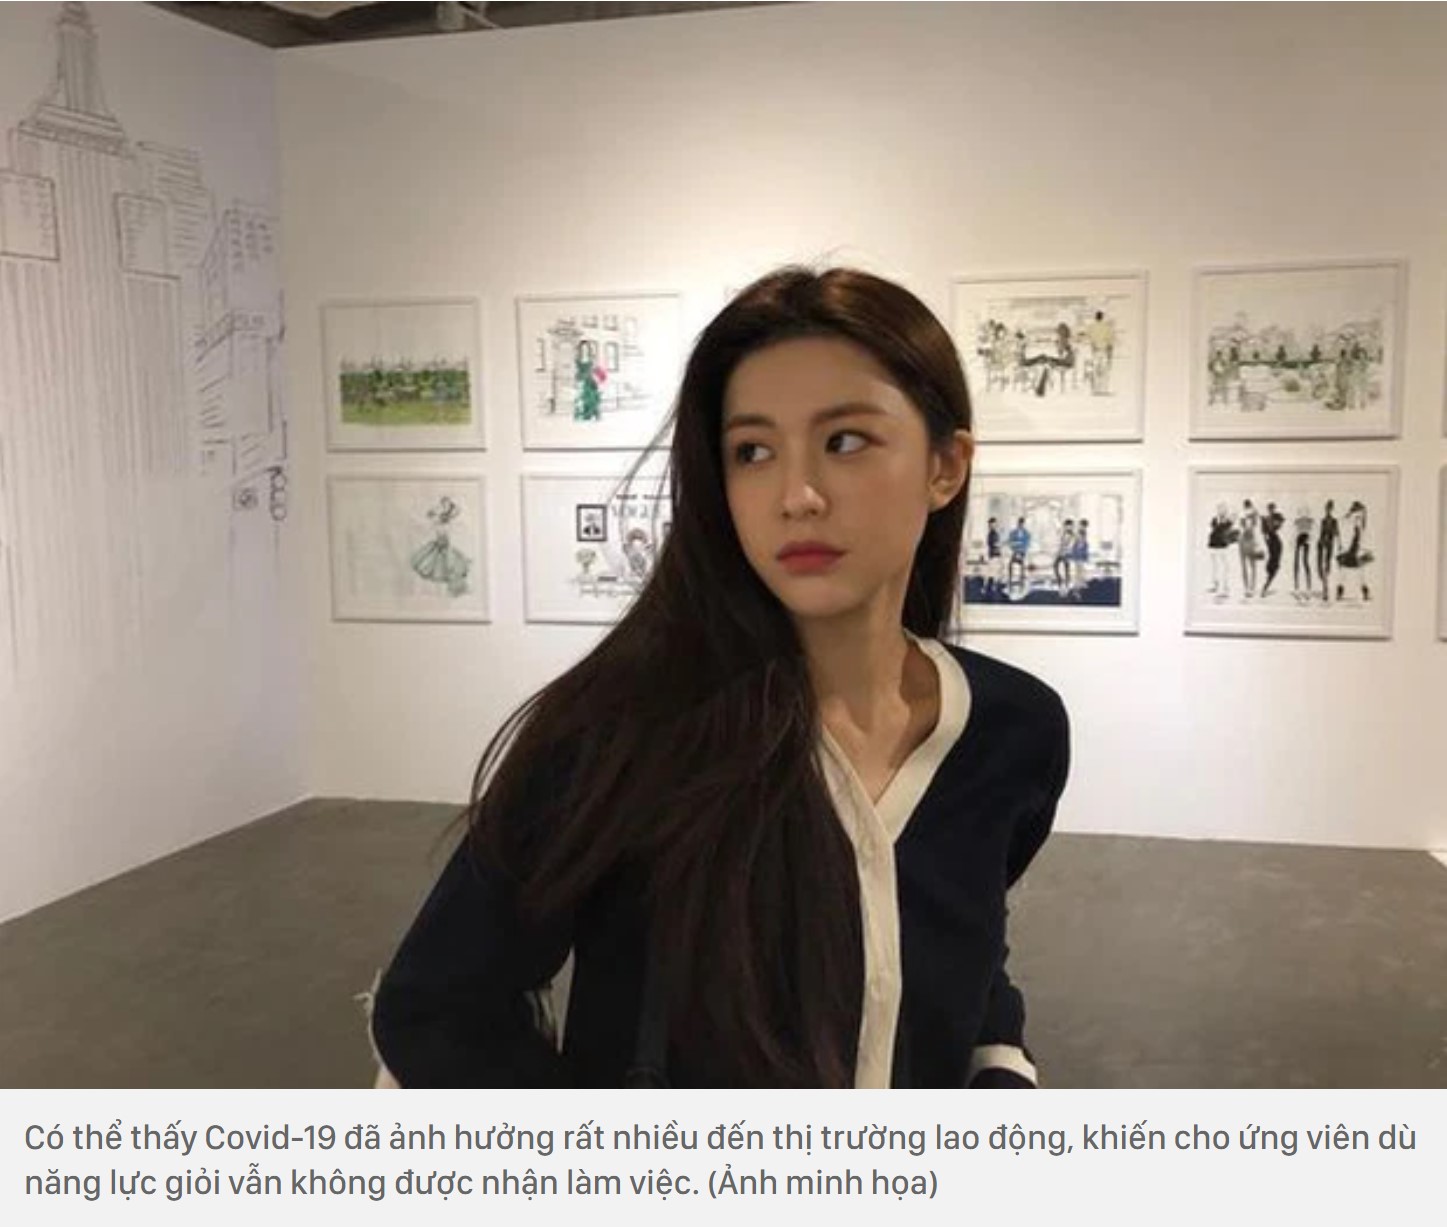 VOGUE
Có thể thấy Covid-19 đã ảnh hưởng rất nhiều đến thị trường lao động, khiến cho ứng viên dù
năng lực giỏi vẫn không được nhận làm việc. (Ảnh minh họa)